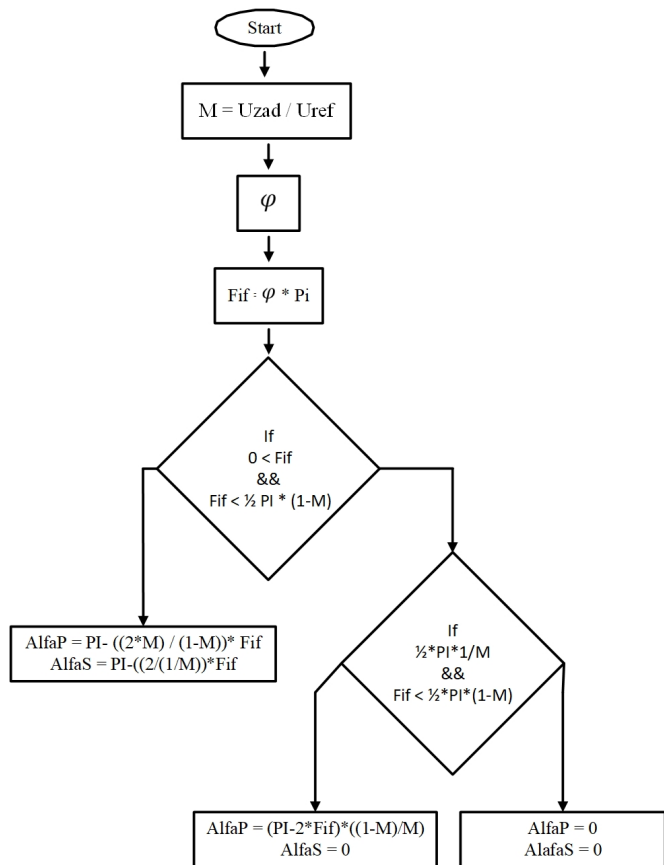 Start
M = Uzad / Uref
φ
Fif = φ * Pi
If
0 < Fif
&&
Fif < ½ PI * (1-M)
AlfaP = PI- ((2*M) / (1-M))* Fif
AlfaS = PI-((2/(1/M))*Fif
If
½*PI*1/M
&&
Fif < ½*PI*(1-M)
AlfaP = (PI-2*Fif)*((1-M)/M)
AlfaS = 0
AlfaP = 0
AlafaS = 0